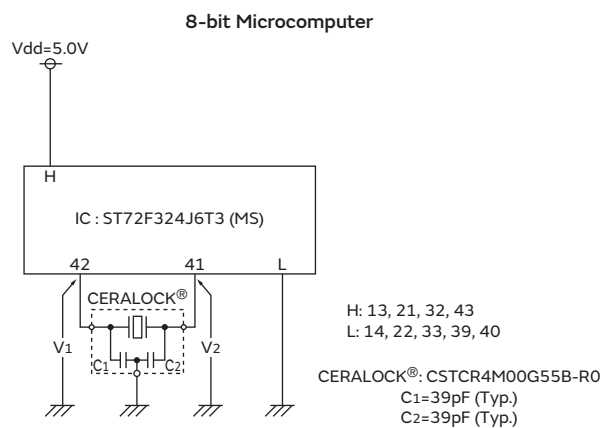 8-bit Microcomputer
Vdd=5.0V
H
IC : ST72F324J6T3 (MS)
42 41 L
CERALOCK®
V1 C1 C2 V2
H: 13, 21, 32, 43
L: 14, 22, 33, 39, 40
CERALOCK®: CSTCR4M00G55B-R0
C1=39pF (Typ.)
C2=39pF (Typ.)